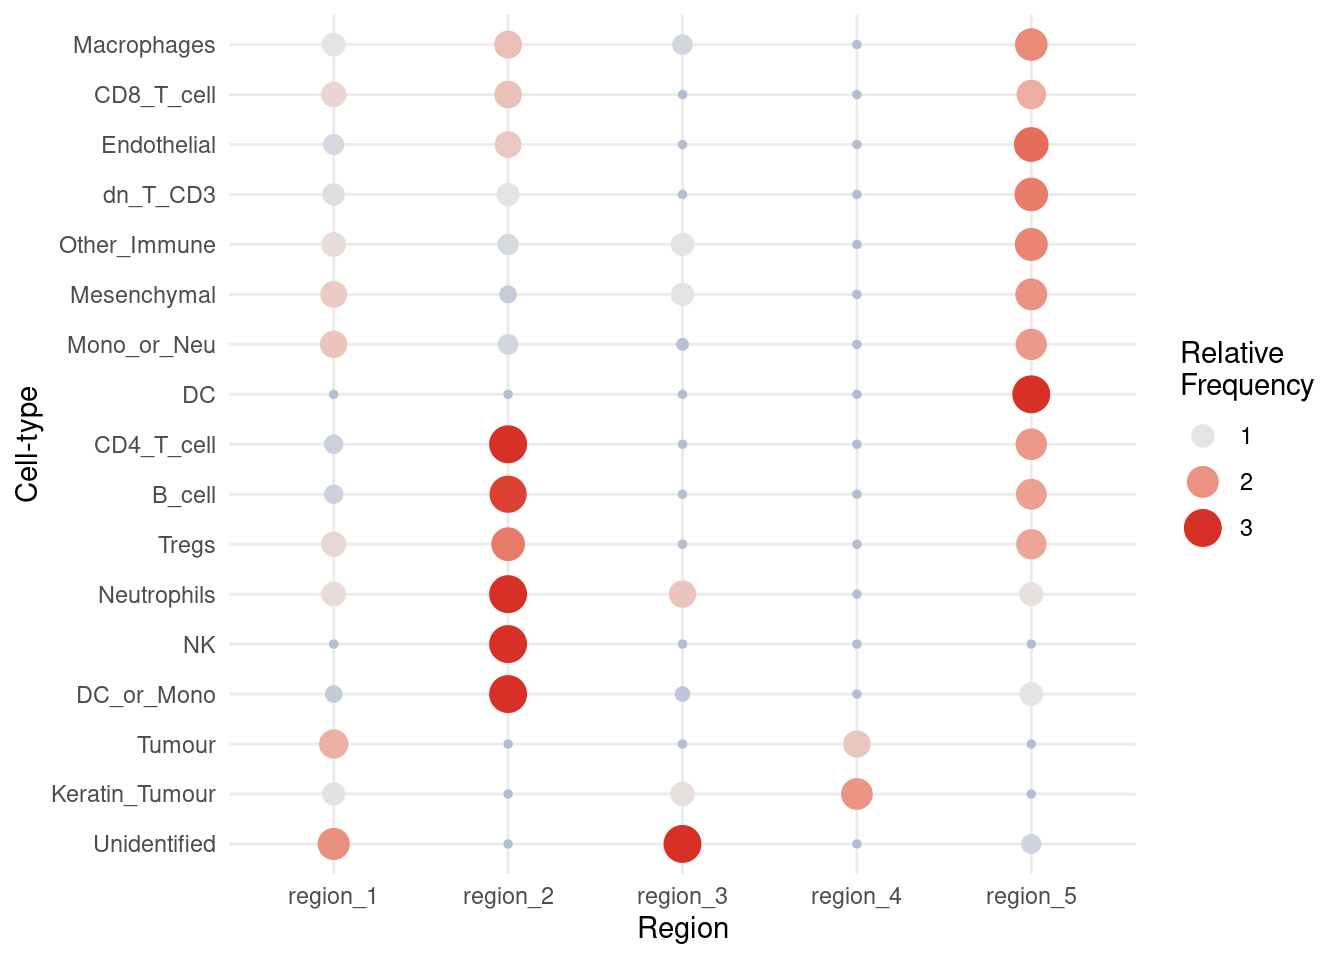 Macrophages
CD8_T_cell
Endothelial
dn_T_CD3
Other_Immune
Mesenchymal
Mono_or_Neu
DC
CD4_T_cell
B_cell
Tregs
Neutrophils
NK
DC_or_Mono
Tumour
Keratin_Tumour
Unidentified
Cell-type
region_1 region_2 region_3 region_4 region_5
Region
Relative
Frequency
1
2
3